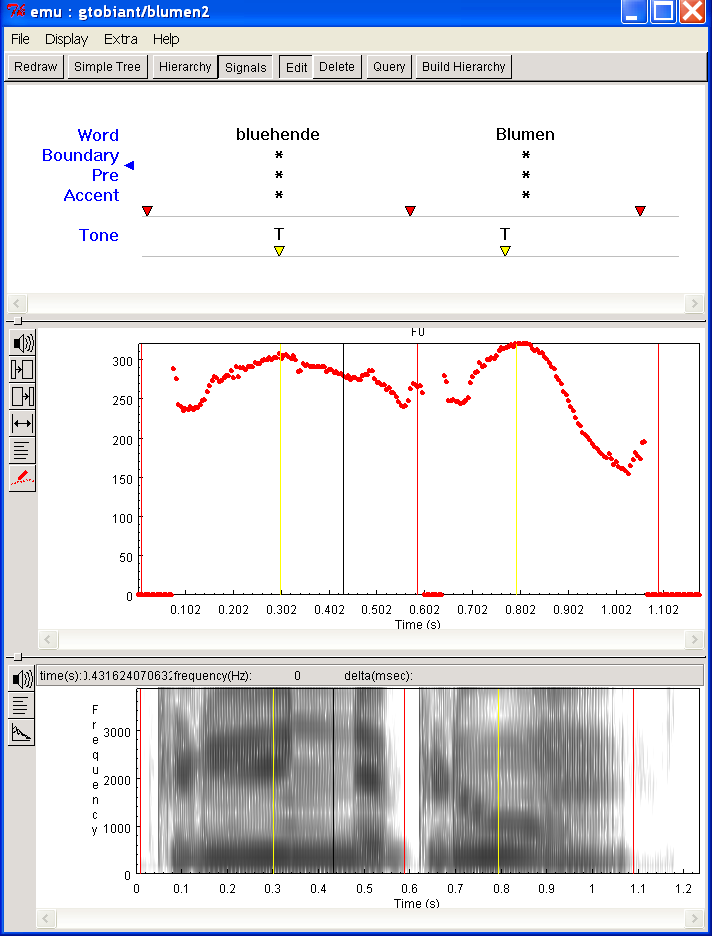 emu : gtobiant/blumen2
File Display Extra Help
Redraw Simple Tree Hierarchy Signals Edit Delete Query Build Hierarchy
Word bluehende Blumen
Boundary * *
Pre * *
Accent * *
Tone T T
F0
300
250
200
150
100
50
0
0.102 0.202 0.302 0.402 0.502 0.602 0.702 0.802 0.902 1.002 1.102
Time (s)
time(s): 0.431624070632 frequency(Hz): 0 delta(msec):
Frequency
3000
2000
1000
0
0 0.1 0.2 0.3 0.4 0.5 0.6 0.7 0.8 0.9 1 1.1 1.2
Time (s)